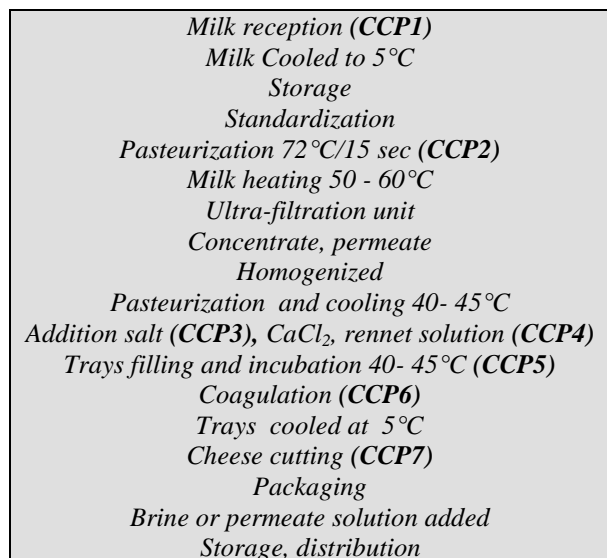 Milk reception (CCP1)
Milk Cooled to 5°C
Storage
Standardization
Pasteurization 72°C/15 sec (CCP2)
Milk heating 50 - 60°C
Ultra-filtration unit
Concentrate, permeate
Homogenized
Pasteurization and cooling 40- 45°C
Addition salt (CCP3), CaCl₂, rennet solution (CCP4)
Trays filling and incubation 40- 45°C (CCP5)
Coagulation (CCP6)
Trays cooled at 5°C
Cheese cutting (CCP7)
Packaging
Brine or permeate solution added
Storage, distribution